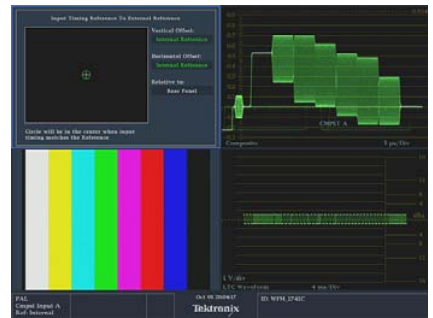 Input Timing Reference To External Reference
Vertical Offset:
Internal Reference
Horizontal Offset:
Internal Reference
Relative to:
Rear Panel
Circle will be in the center when input
timing matches the Reference
CMPST A
Composite
5 µs/Div
1 V/div
LTC Waveform
4 ms/Div
PAL
Cmpst Input A
Ref: Internal
Tektronix